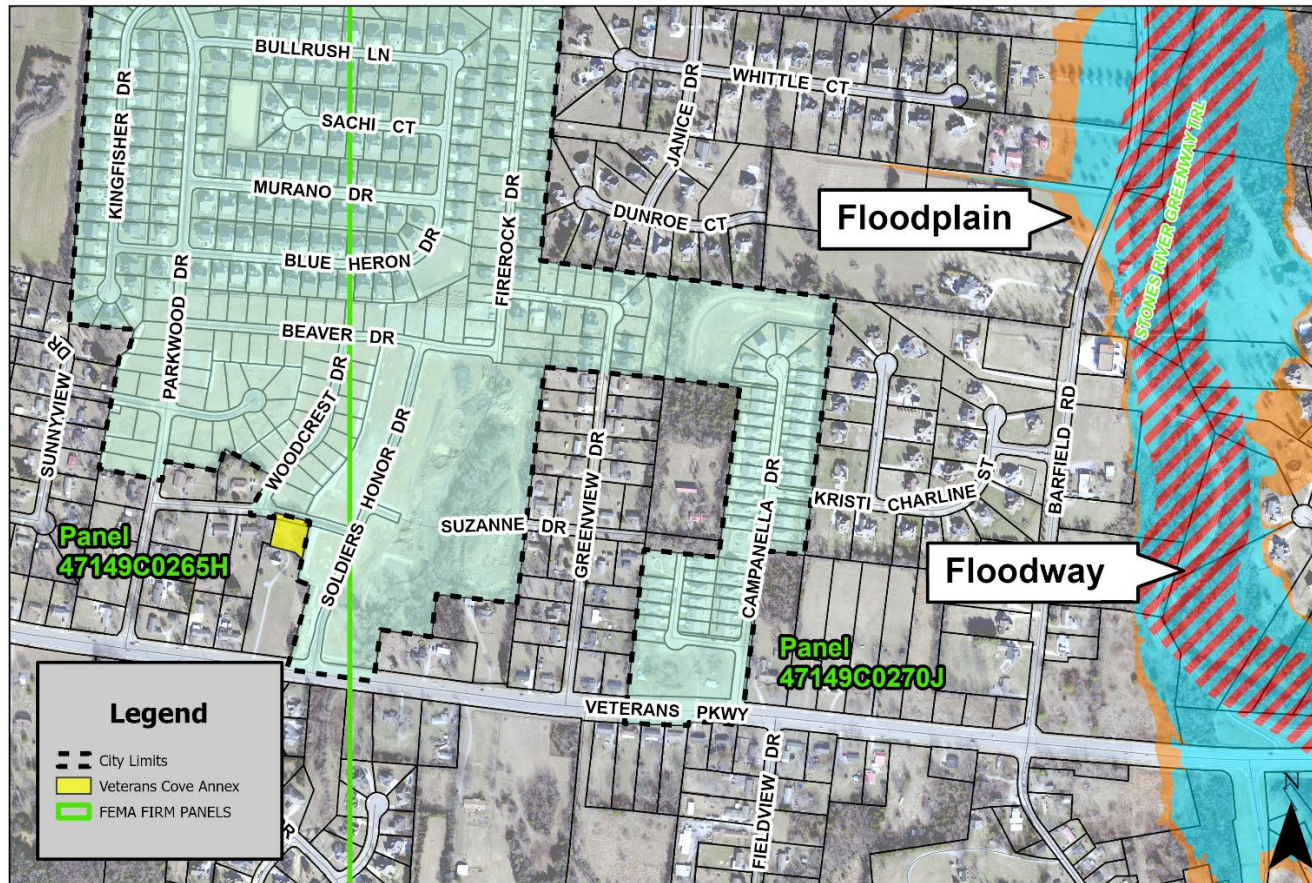 BULLRUSH LN
KINGFISHER DR
SACHI CT
MURANO DR
BLUE HERON DR
FIREROCK DR
JANICE DR
WHITTLE CT
DUNROE CT
Floodplain
STONES RIVER GREENWAY TRL
PARKWOOD DR
BEAVER DR
SUNNYVIEW DR
WOODCREST DR
SOLDIERS HONOR DR
SUZANNE DR
GREENVIEW DR
CAMPANELLA DR
KRISTI CHARLINE ST
BARFIELD RD
Floodway
Panel
47149C0265H
Panel
47149C0270J
VETERANS PKWY
FIELDVIEW DR
Legend
City Limits
Veterans Cove Annex
FEMA FIRM PANELS
R
N